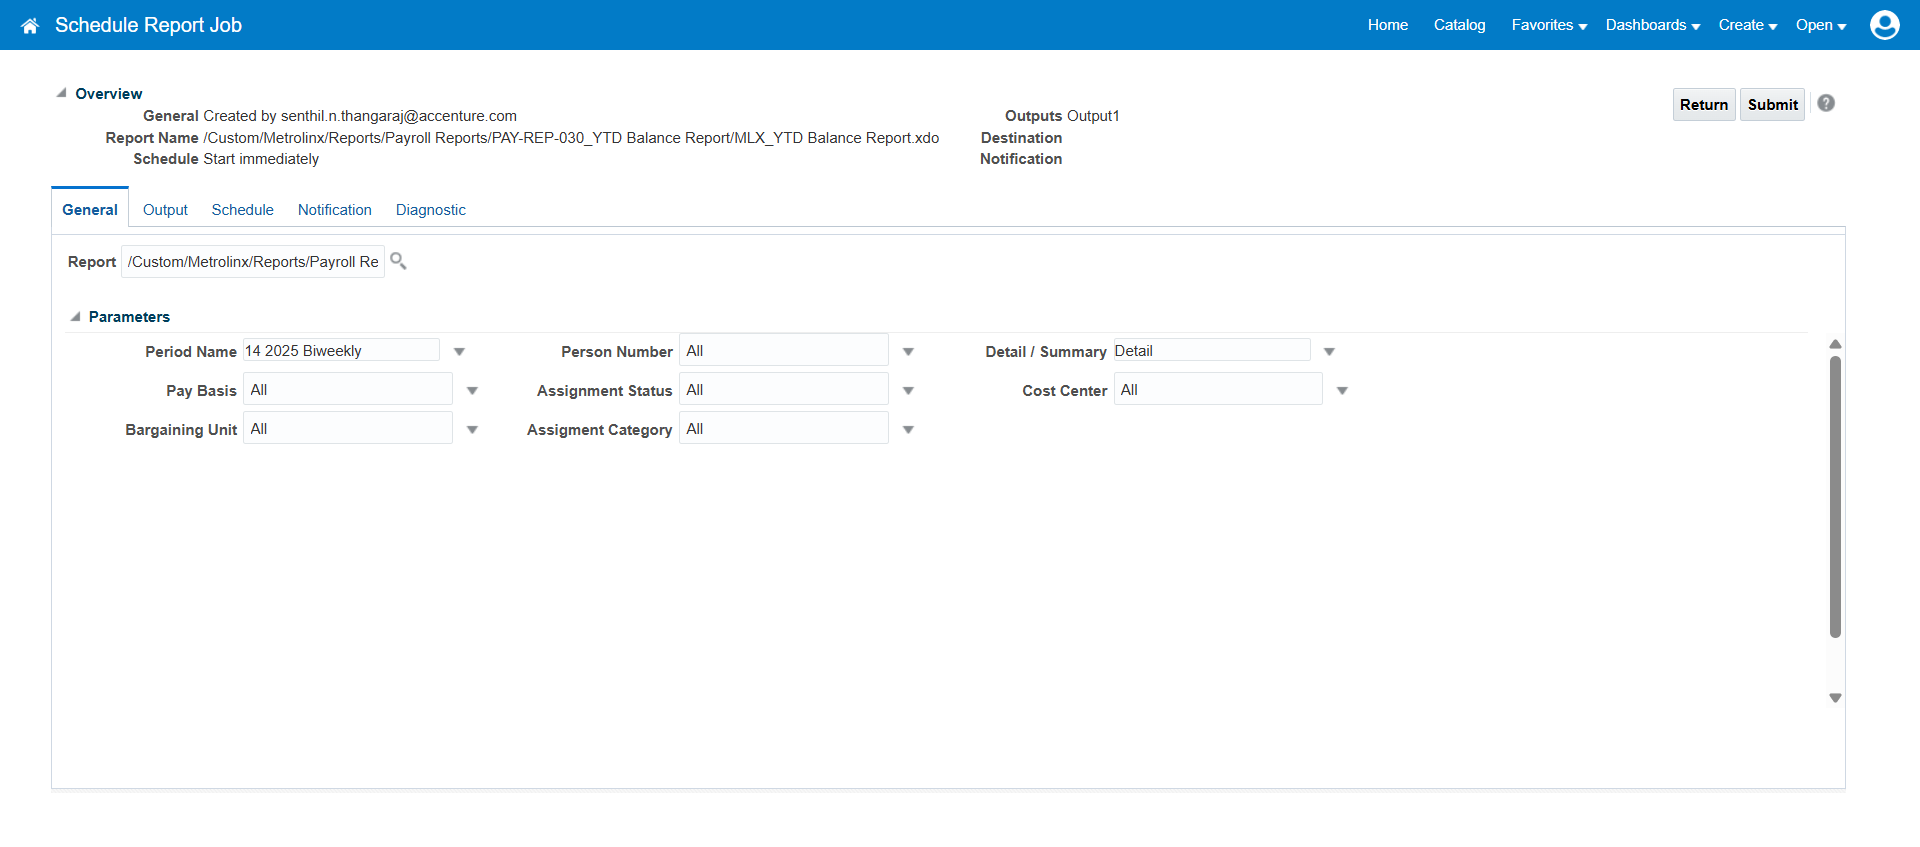 Schedule Report Job
Home Catalog Favorites Dashboards Create Open
Overview
Return Submit ?
General Created by senthil.n.thangaraj@accenture.com
Outputs Output1
Report Name /Custom/Metrolinx/Reports/Payroll Reports/PAY-REP-030_YTD Balance Report/MLX_YTD Balance Report.xdo
Destination
Schedule Start immediately
Notification
General Output Schedule Notification Diagnostic
Report /Custom/Metrolinx/Reports/Payroll Re
Parameters
Period Name 14 2025 Biweekly Person Number All Detail / Summary Detail
Pay Basis All Assignment Status All Cost Center All
Bargaining Unit All Assigment Category All